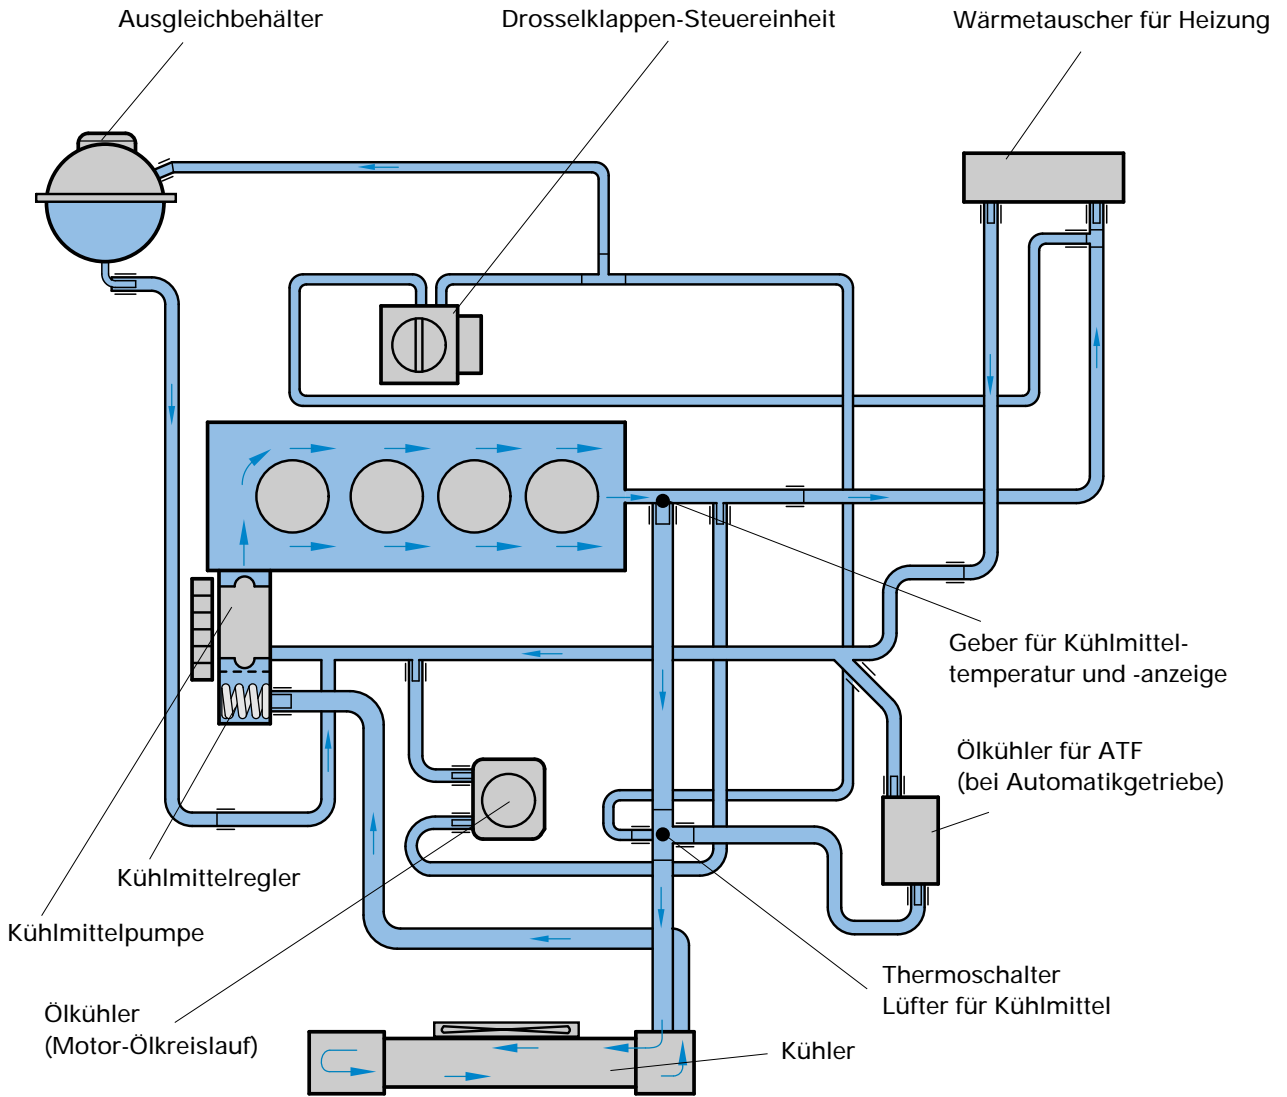 Ausgleichbehälter
Drosselklappen-Steuereinheit
Wärmetauscher für Heizung
Geber für Kühlmittel-
temperatur und -anzeige
Ölkühler für ATF
(bei Automatikgetriebe)
Kühlmittelregler
Kühlmittelpumpe
Thermoschalter
Lüfter für Kühlmittel
Ölkühler
(Motor-Ölkreislauf)
Kühler